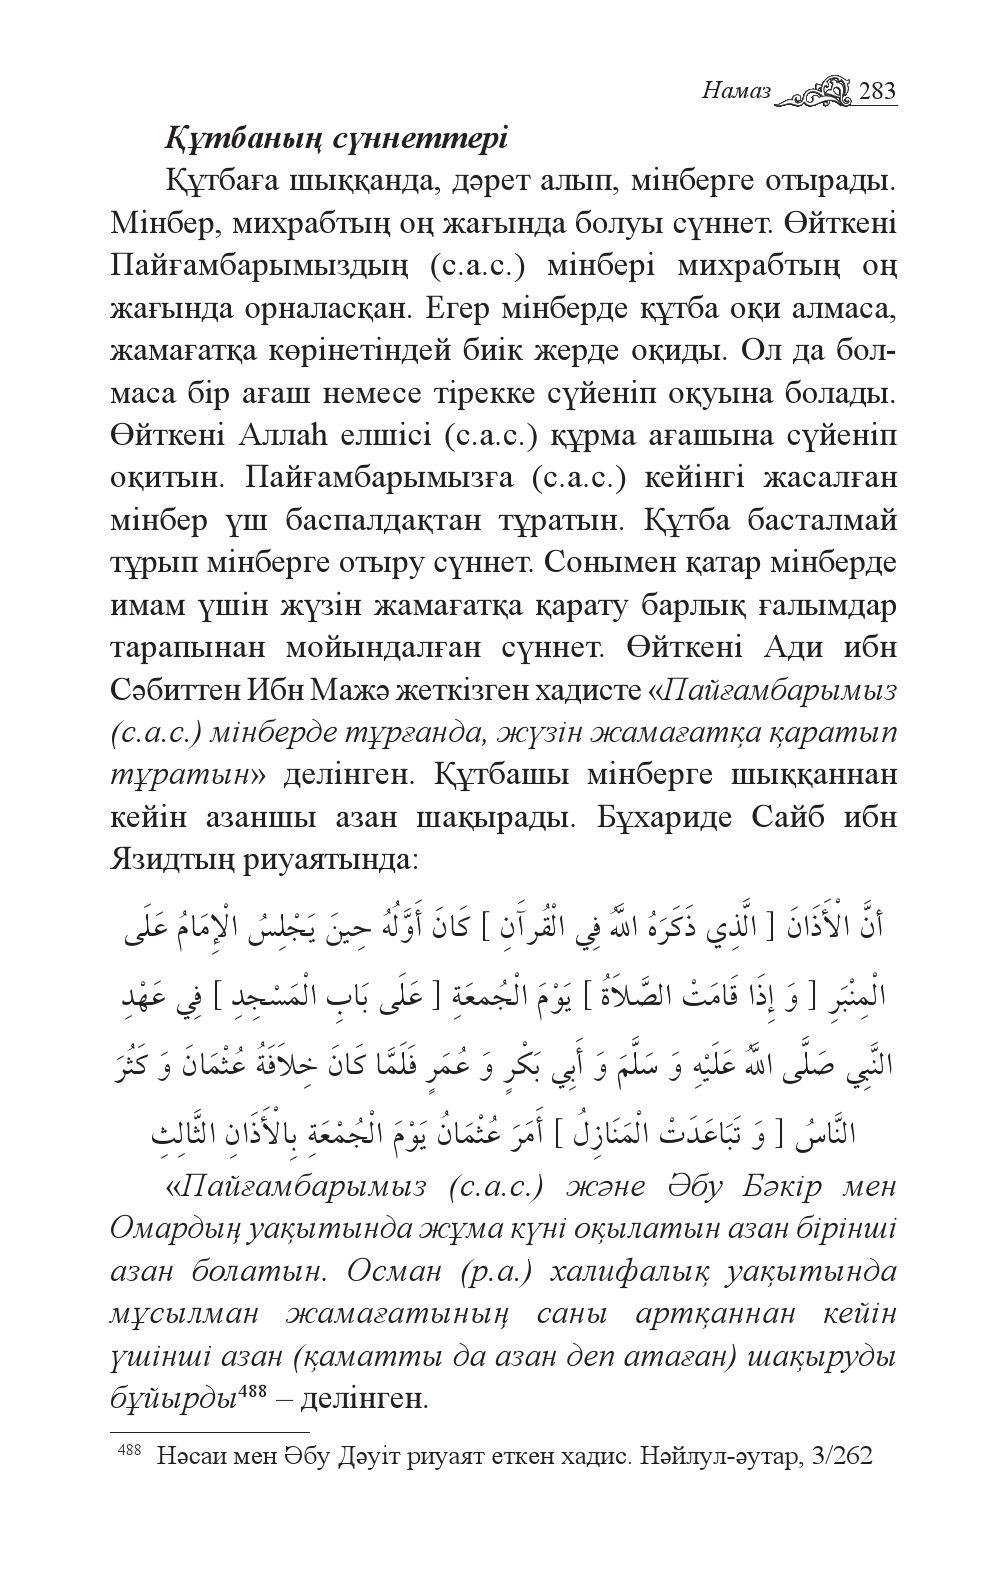 Намаз 283
Құтбаның сүннеттері
Құтбаға шыққанда, дәрет алып, мінберге отырады.
Мінбер, михрабтың оң жағында болуы сүннет. Өйткені
Пайғамбарымыздың (с.а.с.) мінбері михрабтың оң
жағында орналасқан. Егер мінберде құтба оқи алмаса,
жамағатқа көрінетіндей биік жерде оқиды. Ол да бол-
маса бір ағаш немесе тірекке сүйеніп оқуына болады.
Өйткені Аллаһ елшісі (с.а.с.) құрма ағашына сүйеніп
оқитын. Пайғамбарымызға (с.а.с.) кейінгі жасалған
мінбер үш баспалдақтан тұратын. Құтба басталмай
тұрып мінберге отыру сүннет. Сонымен қатар мінберде
имам үшін жүзін жамағатқа қарату барлық ғалымдар
тарапынан мойындалған сүннет. Өйткені Ади ибн
Сәбиттен Ибн Мажә жеткізген хадисте «Пайғамбарымыз
(с.а.с.) мінберде тұрғанда, жүзін жамағатқа қаратып
тұратын» делінген. Құтбашы мінберге шыққаннан
кейін азаншы азан шақырады. Бұхариде Сайб ибн
Язидтың риуаятында:
أنَّ الْأَذَانَ [ الَّذِي ذَكَرَهُ اللَّهُ فِي الْقُرآنِ ] كَانَ أَوَّلُهُ حِينَ يَجْلِسُ الْإِمَامُ عَلَى
الْمِنْبَرِ [ وَ إِذَا قَامَتْ الصَّلاَةُ ] يَوْمَ الْجُمعَةِ [ عَلَى بَابِ الْمَسْجِدِ ] فِي عَهْدِ
النَّبِي صَلَّى اللَّهُ عَلَيْهِ وَ سَلَّمَ وَ أَبِي بَكْرٍ وَ عُمَرٍ فَلَمَّا كَانَ خِلاَفَةُ عُثْمَانَ وَ كَثُرَ
النَّاسُ [ وَ تَبَاعَدَتْ الْمَنَازِلُ ] أَمَرَ عُثْمَانُ يَوْمَ الْجُمْعَةِ بِالْأَذَانِ الثَّالِثِ
«Пайғамбарымыз (с.а.с.) және Әбу Бәкір мен
Омардың уақытында жұма күні оқылатын азан бірінші
азан болатын. Осман (р.а.) халифалық уақытында
мұсылман жамағатының саны артқаннан кейін
үшінші азан (қаматты да азан деп атаған) шақыруды
бұйырды⁴⁸⁸ – делінген.
⁴⁸⁸ Нәсаи мен Әбу Дәуіт риуаят еткен хадис. Нәйлул-әутар, 3/262